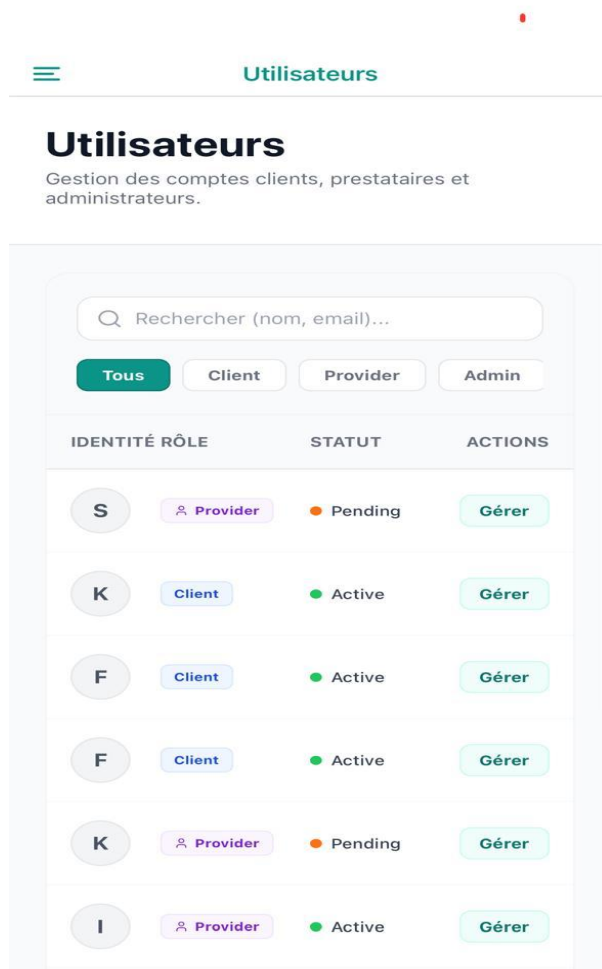 Utilisateurs
Utilisateurs
Gestion des comptes clients, prestataires et
administrateurs.
Rechercher (nom, email)...
Tous Client Provider Admin
IDENTITÉ RÔLE STATUT ACTIONS
S Provider Pending Gérer
K Client Active Gérer
F Client Active Gérer
F Client Active Gérer
K Provider Pending Gérer
I Provider Active Gérer